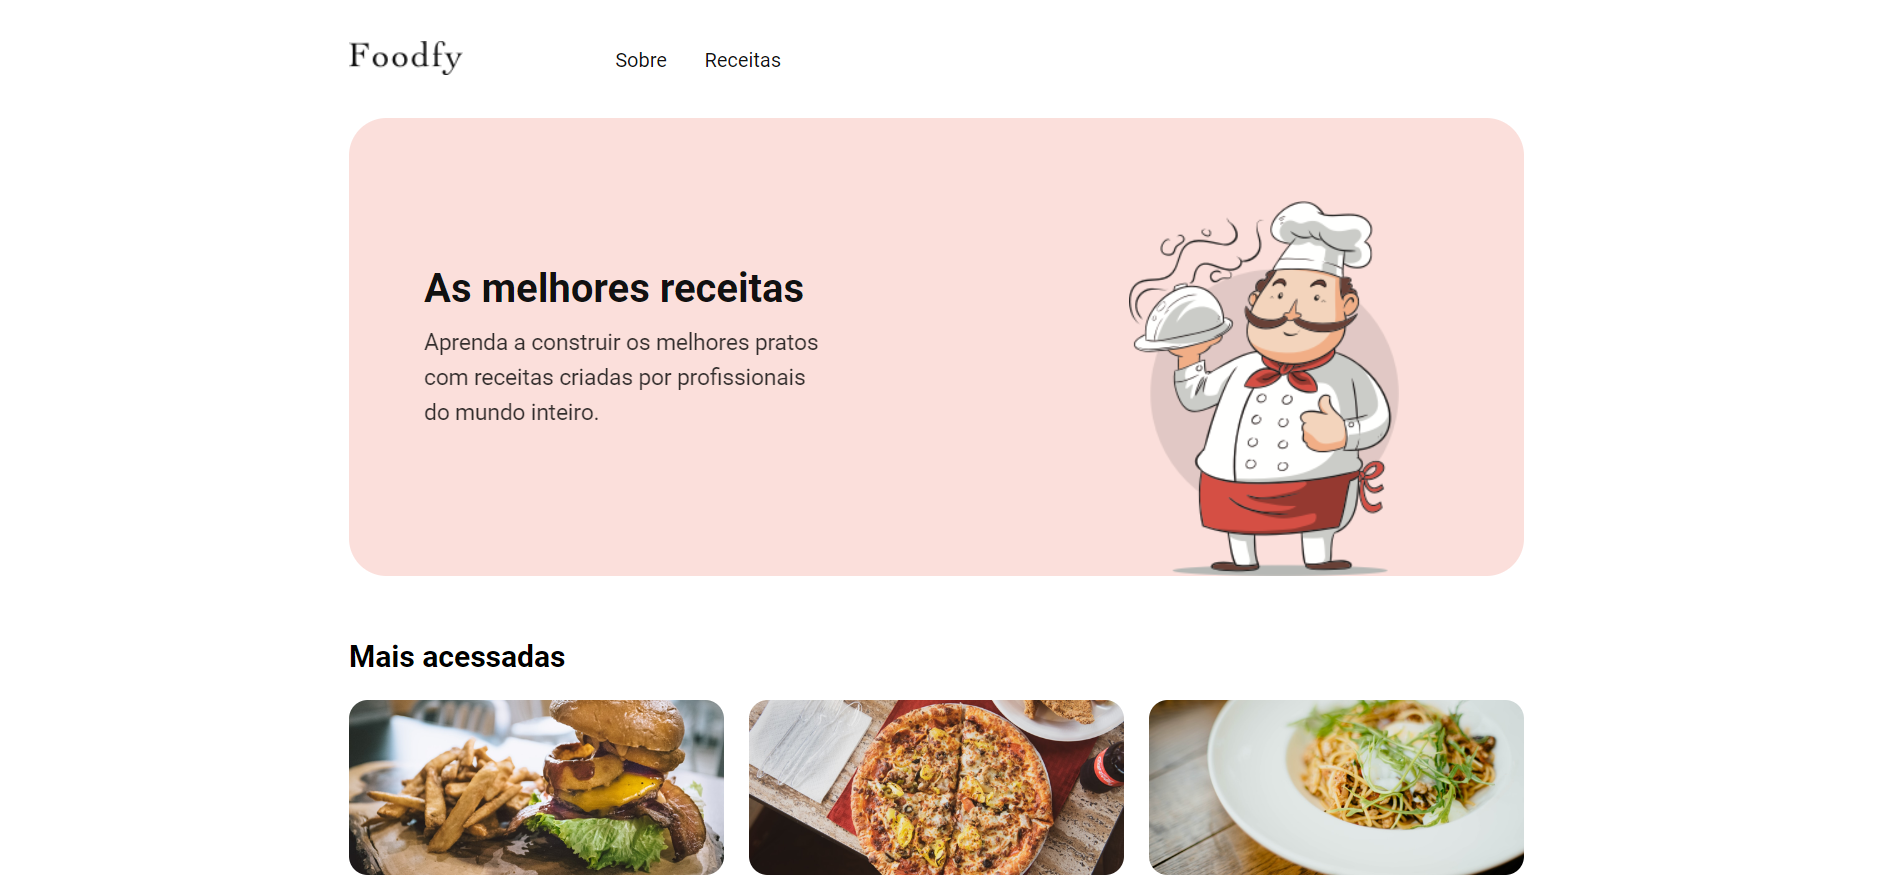 Foodfy
Sobre
Receitas
As melhores receitas
Aprenda a construir os melhores pratos
com receitas criadas por profissionais
do mundo inteiro.
Mais acessadas